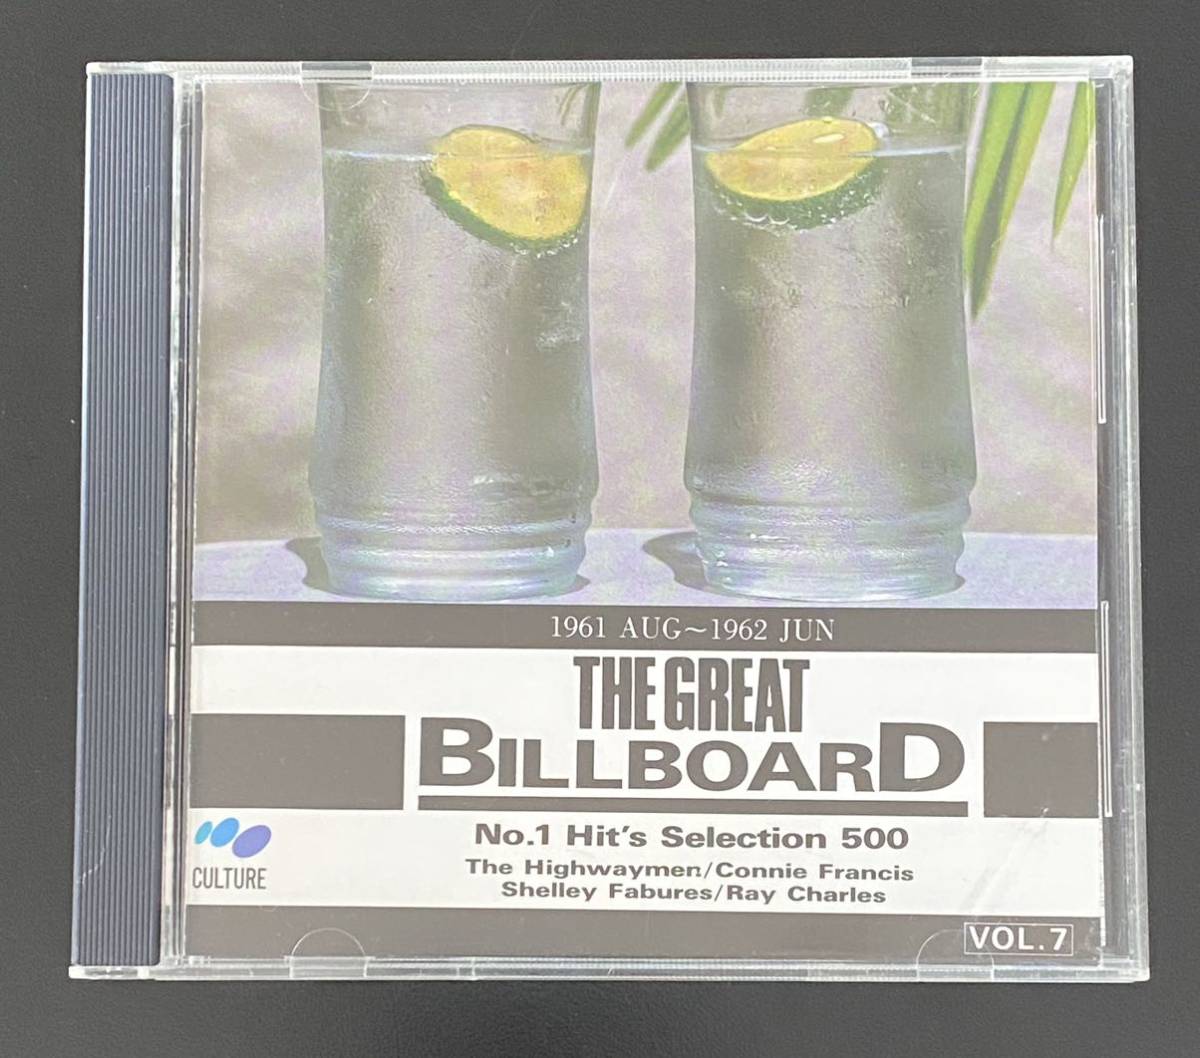 1961 AUG~1962 JUN
THE GREAT
BILLBOARD
No.1 Hit's Selection 500
The Highwaymen/Connie Francis
Shelley Fabures/Ray Charles
CULTURE
VOL.7